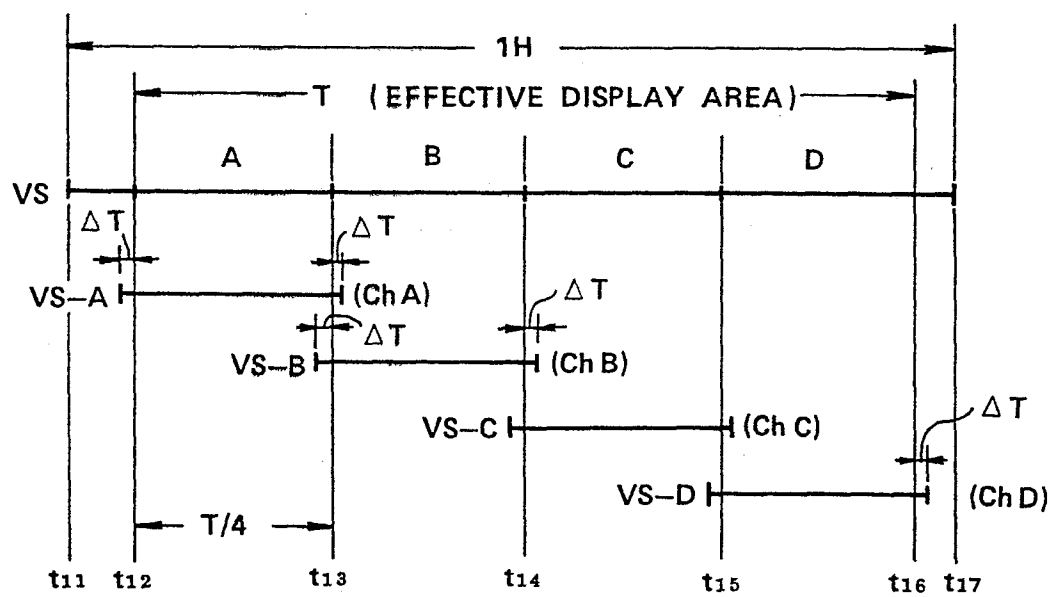 1H
T (EFFECTIVE DISPLAY AREA)
A B C D
VS
ΔT ΔT
VS-A (Ch A) ΔT
ΔT
VS-B (Ch B)
ΔT
VS-C (Ch C)
VS-D (Ch D)
T/4
t11 t12 t13 t14 t15 t16 t17